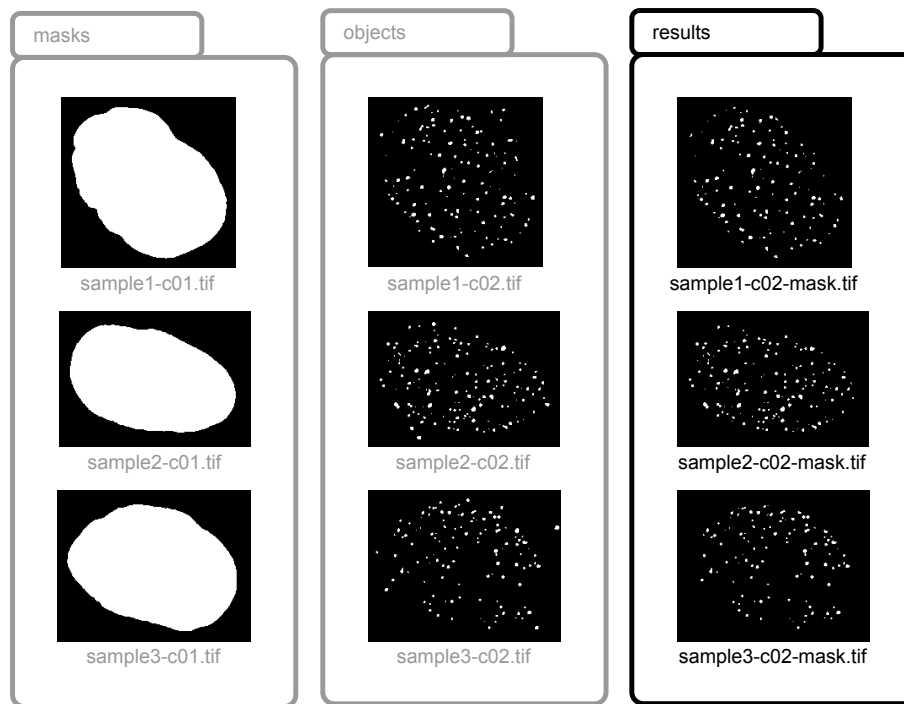 masks
objects
results
sample1-c01.tif
sample1-c02.tif
sample1-c02-mask.tif
sample2-c01.tif
sample2-c02.tif
sample2-c02-mask.tif
sample3-c01.tif
sample3-c02.tif
sample3-c02-mask.tif